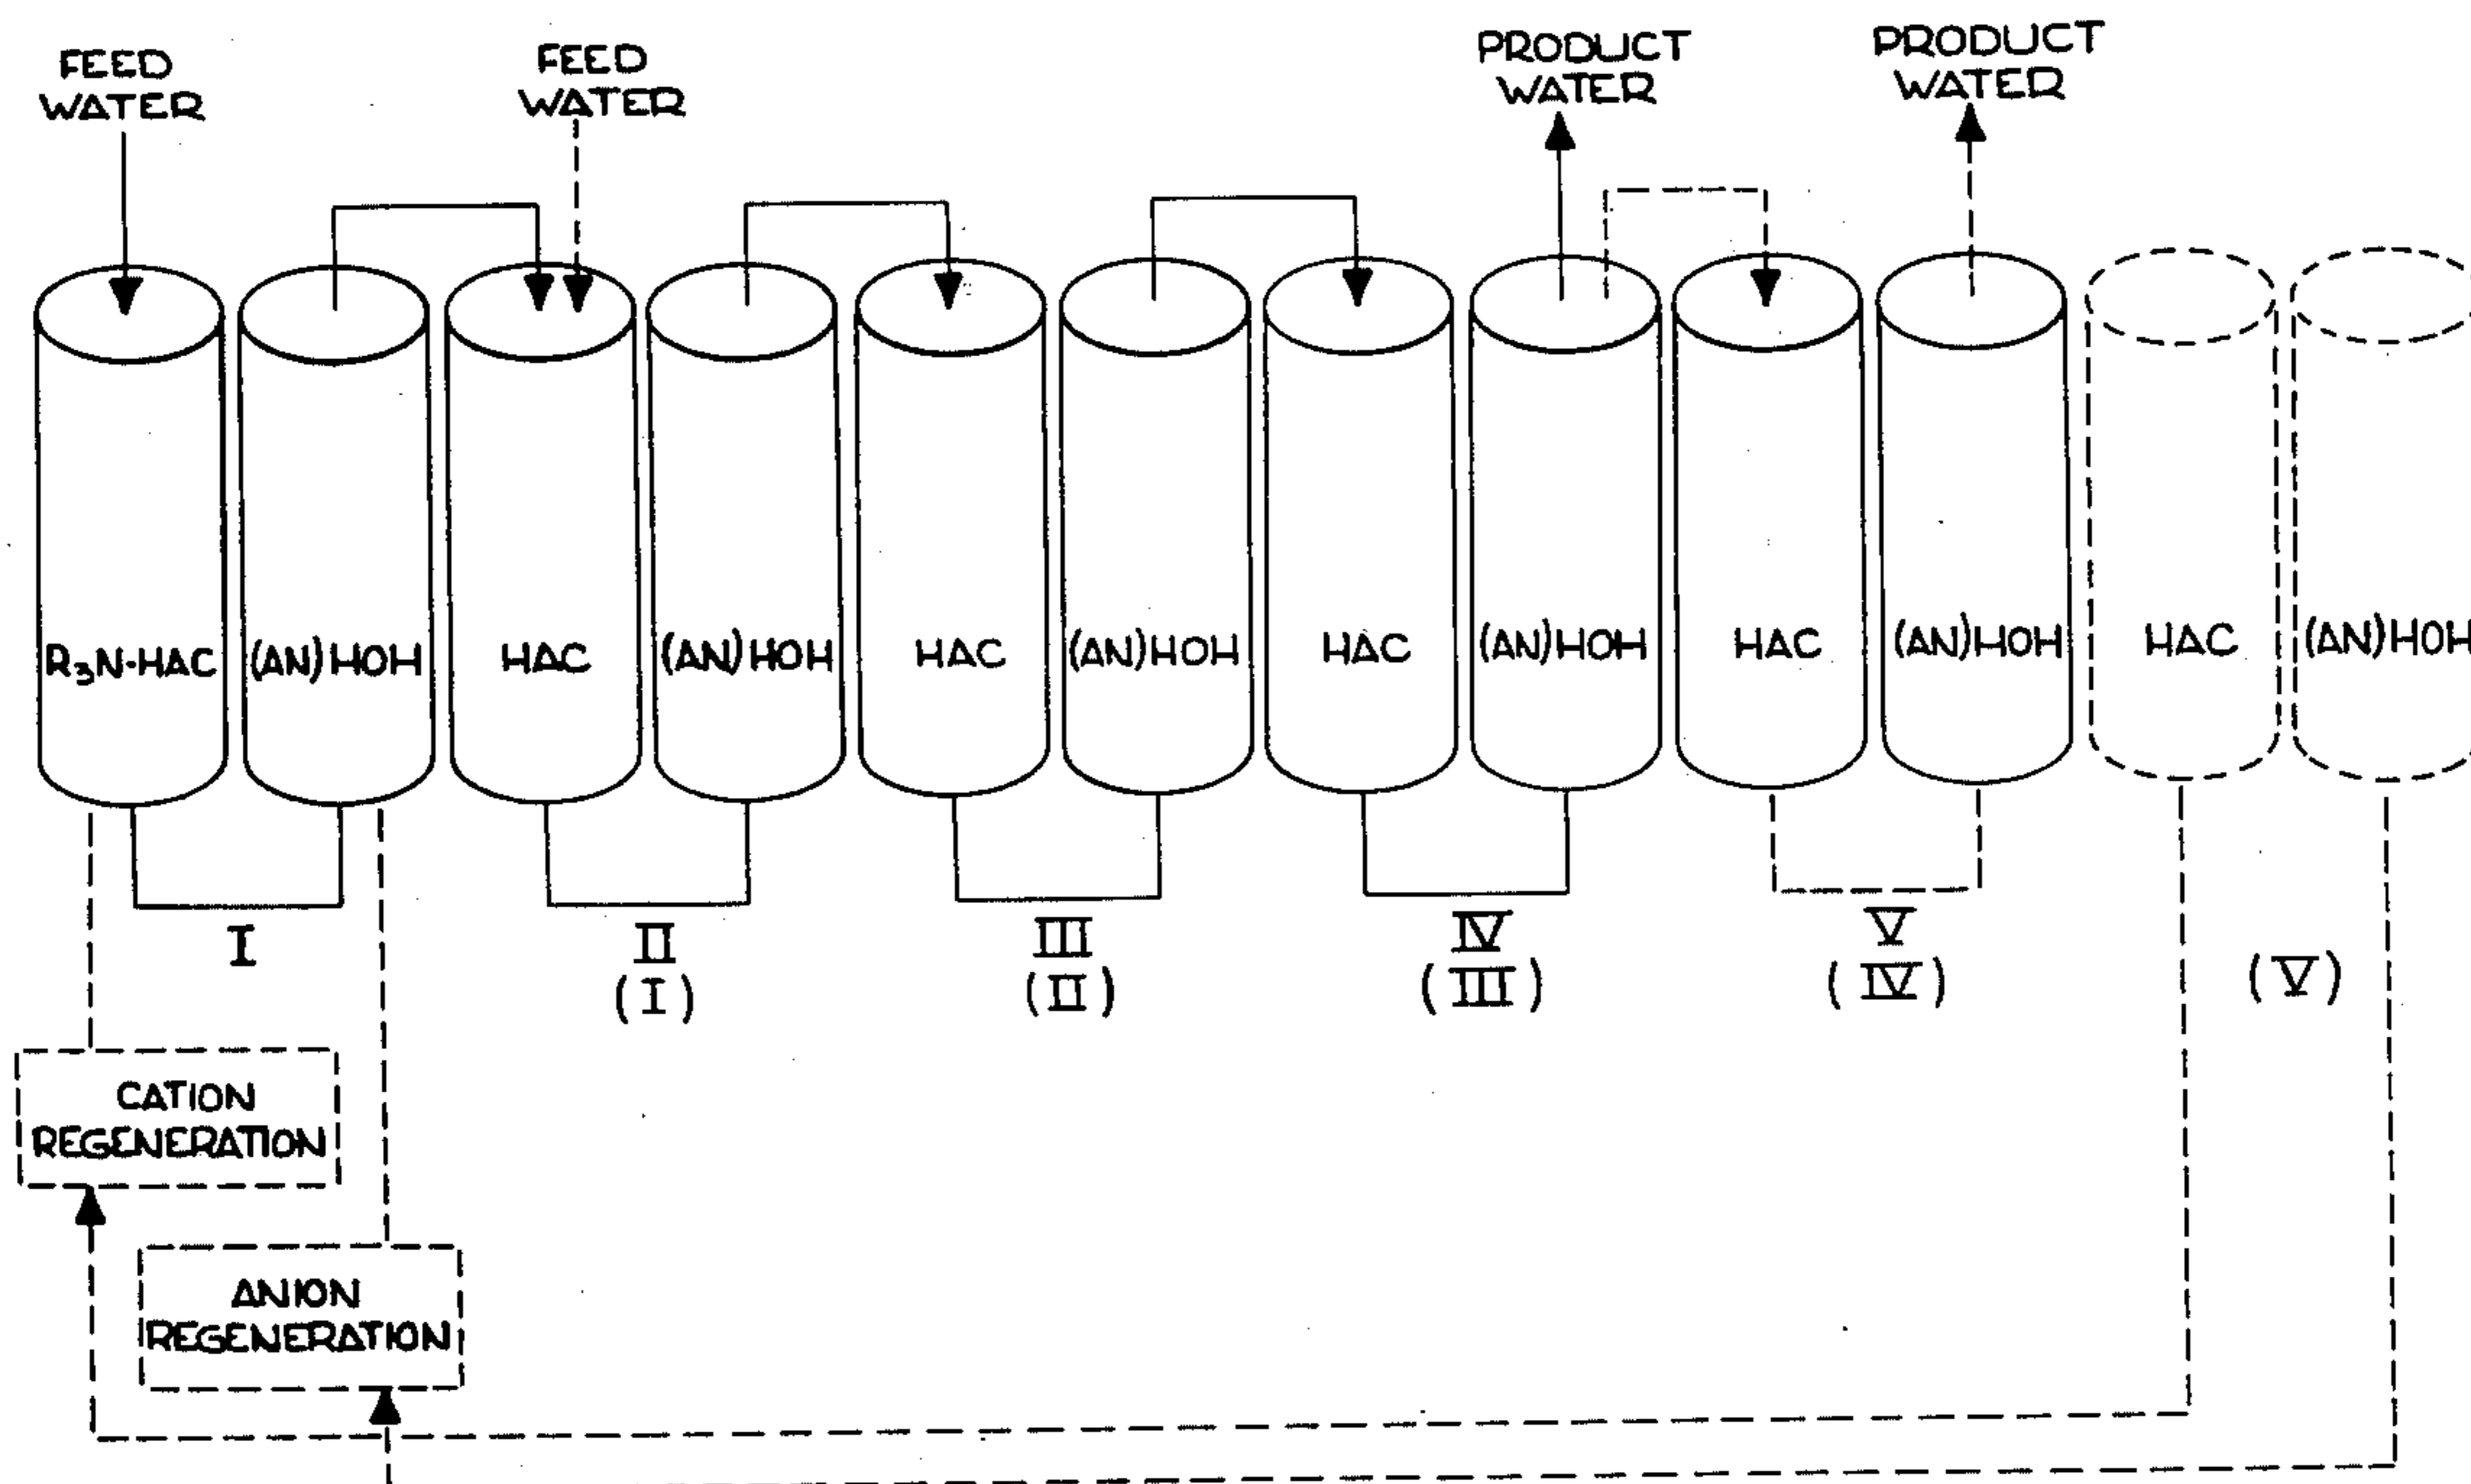 FEED
WATER
FEED
WATER
PRODUCT
WATER
PRODUCT
WATER
R₃N·HAC
(AN)HOH
HAC
(AN)HOH
HAC
(AN)HOH
HAC
(AN)HOH
HAC
(AN)HOH
HAC
(AN)HOH
I
II
(I)
III
(II)
IV
(III)
V
(IV)
(V)
CATION
REGENERATION
ANION
REGENERATION